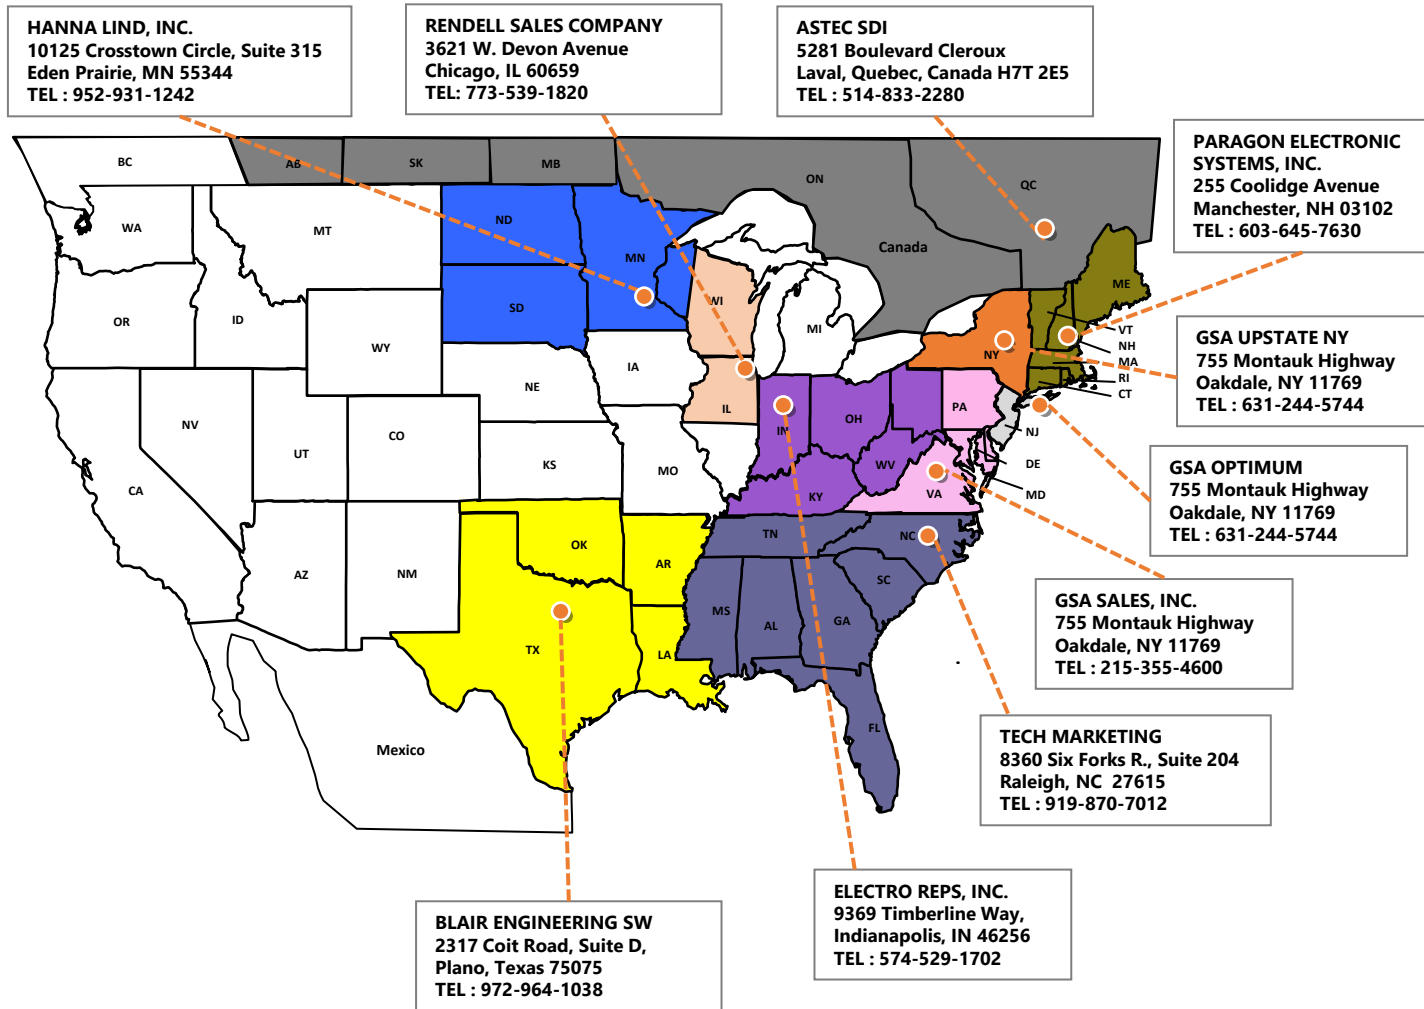 HANNA LIND, INC.
10125 Crosstown Circle, Suite 315
Eden Prairie, MN 55344
TEL : 952-931-1242
RENDELL SALES COMPANY
3621 W. Devon Avenue
Chicago, IL 60659
TEL: 773-539-1820
ASTEC SDI
5281 Boulevard Cleroux
Laval, Quebec, Canada H7T 2E5
TEL : 514-833-2280
PARAGON ELECTRONIC
SYSTEMS, INC.
255 Coolidge Avenue
Manchester, NH 03102
TEL : 603-645-7630
GSA UPSTATE NY
755 Montauk Highway
Oakdale, NY 11769
TEL : 631-244-5744
GSA OPTIMUM
755 Montauk Highway
Oakdale, NY 11769
TEL : 631-244-5744
GSA SALES, INC.
755 Montauk Highway
Oakdale, NY 11769
TEL : 215-355-4600
TECH MARKETING
8360 Six Forks R., Suite 204
Raleigh, NC  27615
TEL : 919-870-7012
ELECTRO REPS, INC.
9369 Timberline Way,
Indianapolis, IN 46256
TEL : 574-529-1702
BLAIR ENGINEERING SW
2317 Coit Road, Suite D,
Plano, Texas 75075
TEL : 972-964-1038
BC
AB
SK
MB
ON
QC
Canada
WA
MT
ND
MN
OR
ID
SD
WI
MI
ME
VT
NH
MA
RI
CT
NY
WY
IA
NE
IL
IN
OH
PA
NJ
DE
MD
NV
UT
CO
KS
MO
WV
VA
KY
CA
AZ
NM
OK
AR
TN
NC
SC
MS
AL
GA
TX
LA
FL
Mexico